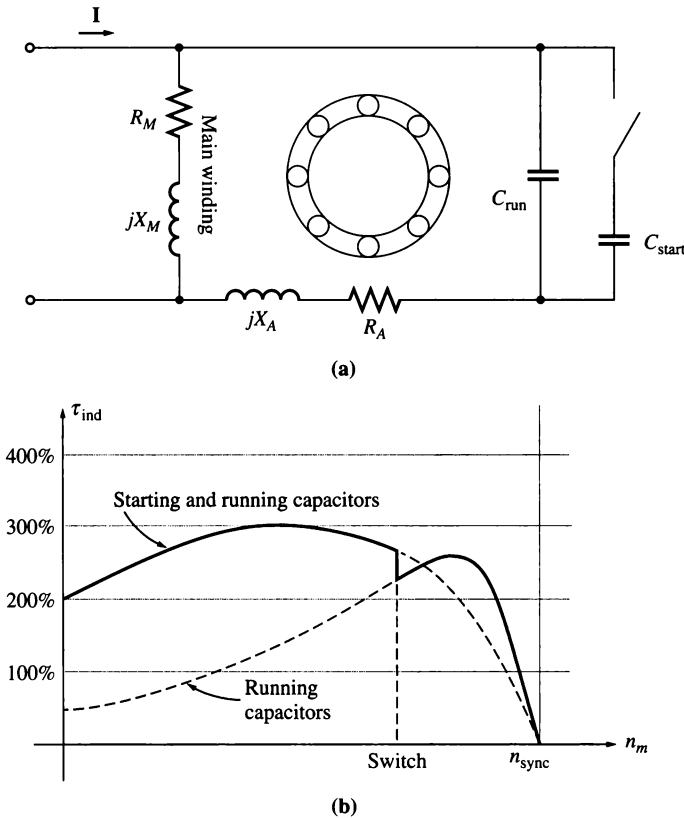 I
R_M
Main winding
jX_M
C_run
C_start
jX_A
R_A
(a)
τ_ind
400%
Starting and running capacitors
300%
200%
100%
Running
capacitors
Switch
n_sync
n_m
(b)